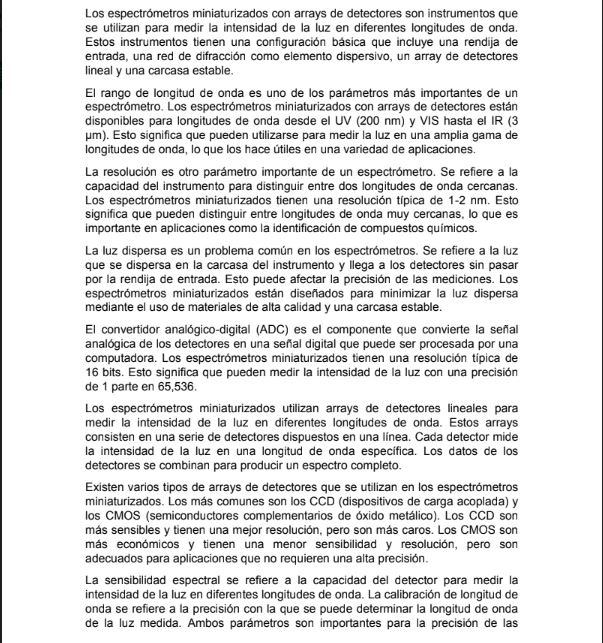 Los espectrómetros miniaturizados con arrays de detectores son instrumentos que
se utilizan para medir la intensidad de la luz en diferentes longitudes de onda.
Estos instrumentos tienen una configuración básica que incluye una rendija de
entrada, una red de difracción como elemento dispersivo, un array de detectores
lineal y una carcasa estable.
El rango de longitud de onda es uno de los parámetros más importantes de un
espectrómetro. Los espectrómetros miniaturizados con arrays de detectores están
disponibles para longitudes de onda desde el UV (200 nm) y VIS hasta el IR (3
μm). Esto significa que pueden utilizarse para medir la luz en una amplia gama de
longitudes de onda, lo que los hace útiles en una variedad de aplicaciones.
La resolución es otro parámetro importante de un espectrómetro. Se refiere a la
capacidad del instrumento para distinguir entre dos longitudes de onda cercanas.
Los espectrómetros miniaturizados tienen una resolución típica de 1-2 nm. Esto
significa que pueden distinguir entre longitudes de onda muy cercanas, lo que es
importante en aplicaciones como la identificación de compuestos químicos.
La luz dispersa es un problema común en los espectrómetros. Se refiere a la luz
que se dispersa en la carcasa del instrumento y llega a los detectores sin pasar
por la rendija de entrada. Esto puede afectar la precisión de las mediciones. Los
espectrómetros miniaturizados están diseñados para minimizar la luz dispersa
mediante el uso de materiales de alta calidad y una carcasa estable.
El convertidor analógico-digital (ADC) es el componente que convierte la señal
analógica de los detectores en una señal digital que puede ser procesada por una
computadora. Los espectrómetros miniaturizados tienen una resolución típica de
16 bits. Esto significa que pueden medir la intensidad de la luz con una precisión
de 1 parte en 65,536.
Los espectrómetros miniaturizados utilizan arrays de detectores lineales para
medir la intensidad de la luz en diferentes longitudes de onda. Estos arrays
consisten en una serie de detectores dispuestos en una línea. Cada detector mide
la intensidad de la luz en una longitud de onda específica. Los datos de los
detectores se combinan para producir un espectro completo.
Existen varios tipos de arrays de detectores que se utilizan en los espectrómetros
miniaturizados. Los más comunes son los CCD (dispositivos de carga acoplada) y
los CMOS (semiconductores complementarios de óxido metálico). Los CCD son
más sensibles y tienen una mejor resolución, pero son más caros. Los CMOS son
más económicos y tienen una menor sensibilidad y resolución, pero son
adecuados para aplicaciones que no requieren una alta precisión.
La sensibilidad espectral se refiere a la capacidad del detector para medir la
intensidad de la luz en diferentes longitudes de onda. La calibración de longitud de
onda se refiere a la precisión con la que se puede determinar la longitud de onda
de la luz medida. Ambos parámetros son importantes para la precisión de las